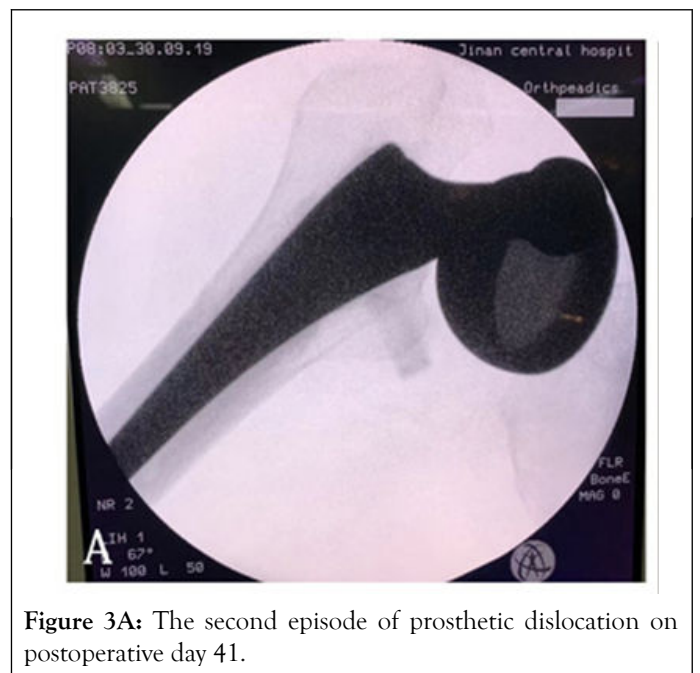 P08:03_30.09.19
Jinan central hospit
PAT3825
Orthpeadics
FLR
BoneE
MAG 0
NR 2
IH 1
A
67°
W 100 L 50
Figure 3A: The second episode of prosthetic dislocation on
postoperative day 41.